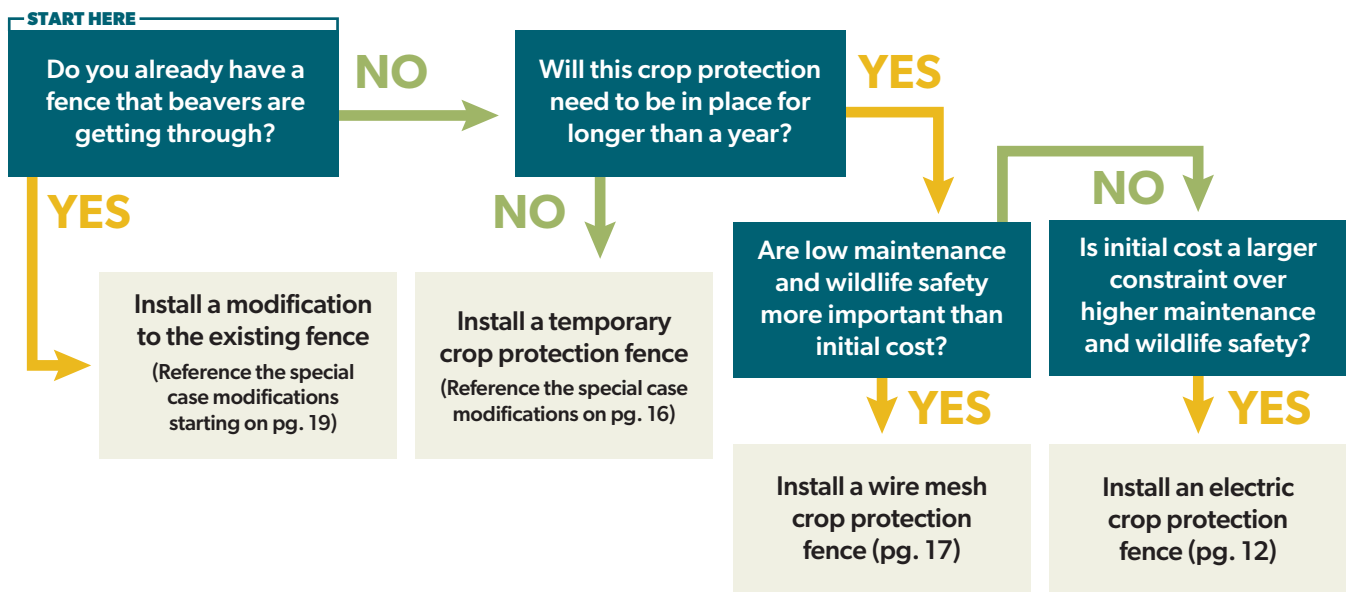 START HERE
Do you already have a
fence that beavers are
getting through?
NO
Will this crop protection
need to be in place for
longer than a year?
YES
YES
Install a modification
to the existing fence
(Reference the special
case modifications
starting on pg. 19)
NO
Install a temporary
crop protection fence
(Reference the special case
modifications on pg. 16)
Are low maintenance
and wildlife safety
more important than
initial cost?
NO
Is initial cost a larger
constraint over
higher maintenance
and wildlife safety?
YES
Install a wire mesh
crop protection
fence (pg. 17)
YES
Install an electric
crop protection
fence (pg. 12)